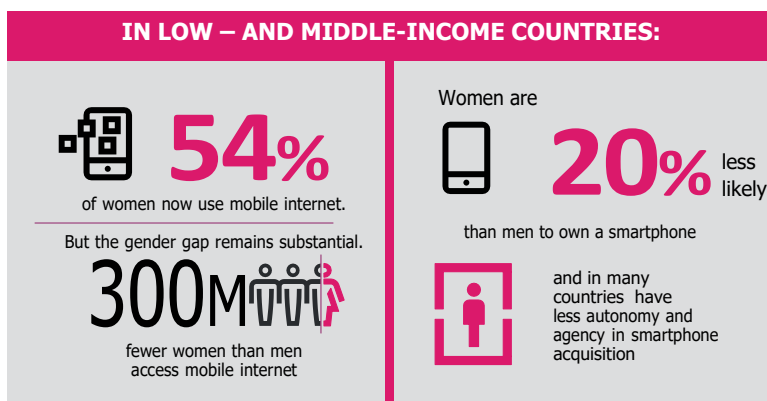 IN LOW – AND MIDDLE-INCOME COUNTRIES:
54%
of women now use mobile internet.
But the gender gap remains substantial.
300M
fewer women than men
access mobile internet
Women are
20% less
likely
than men to own a smartphone
and in many
countries have
less autonomy and
agency in smartphone
acquisition